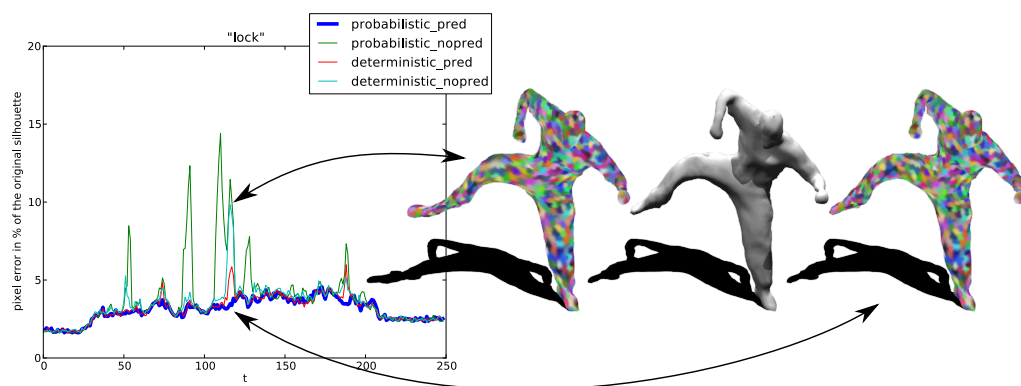 "lock"
probabilistic_pred
probabilistic_nopred
deterministic_pred
deterministic_nopred
pixel error in % of the original silhouette
20
15
10
5
0
0 50 100 150 200 250
t